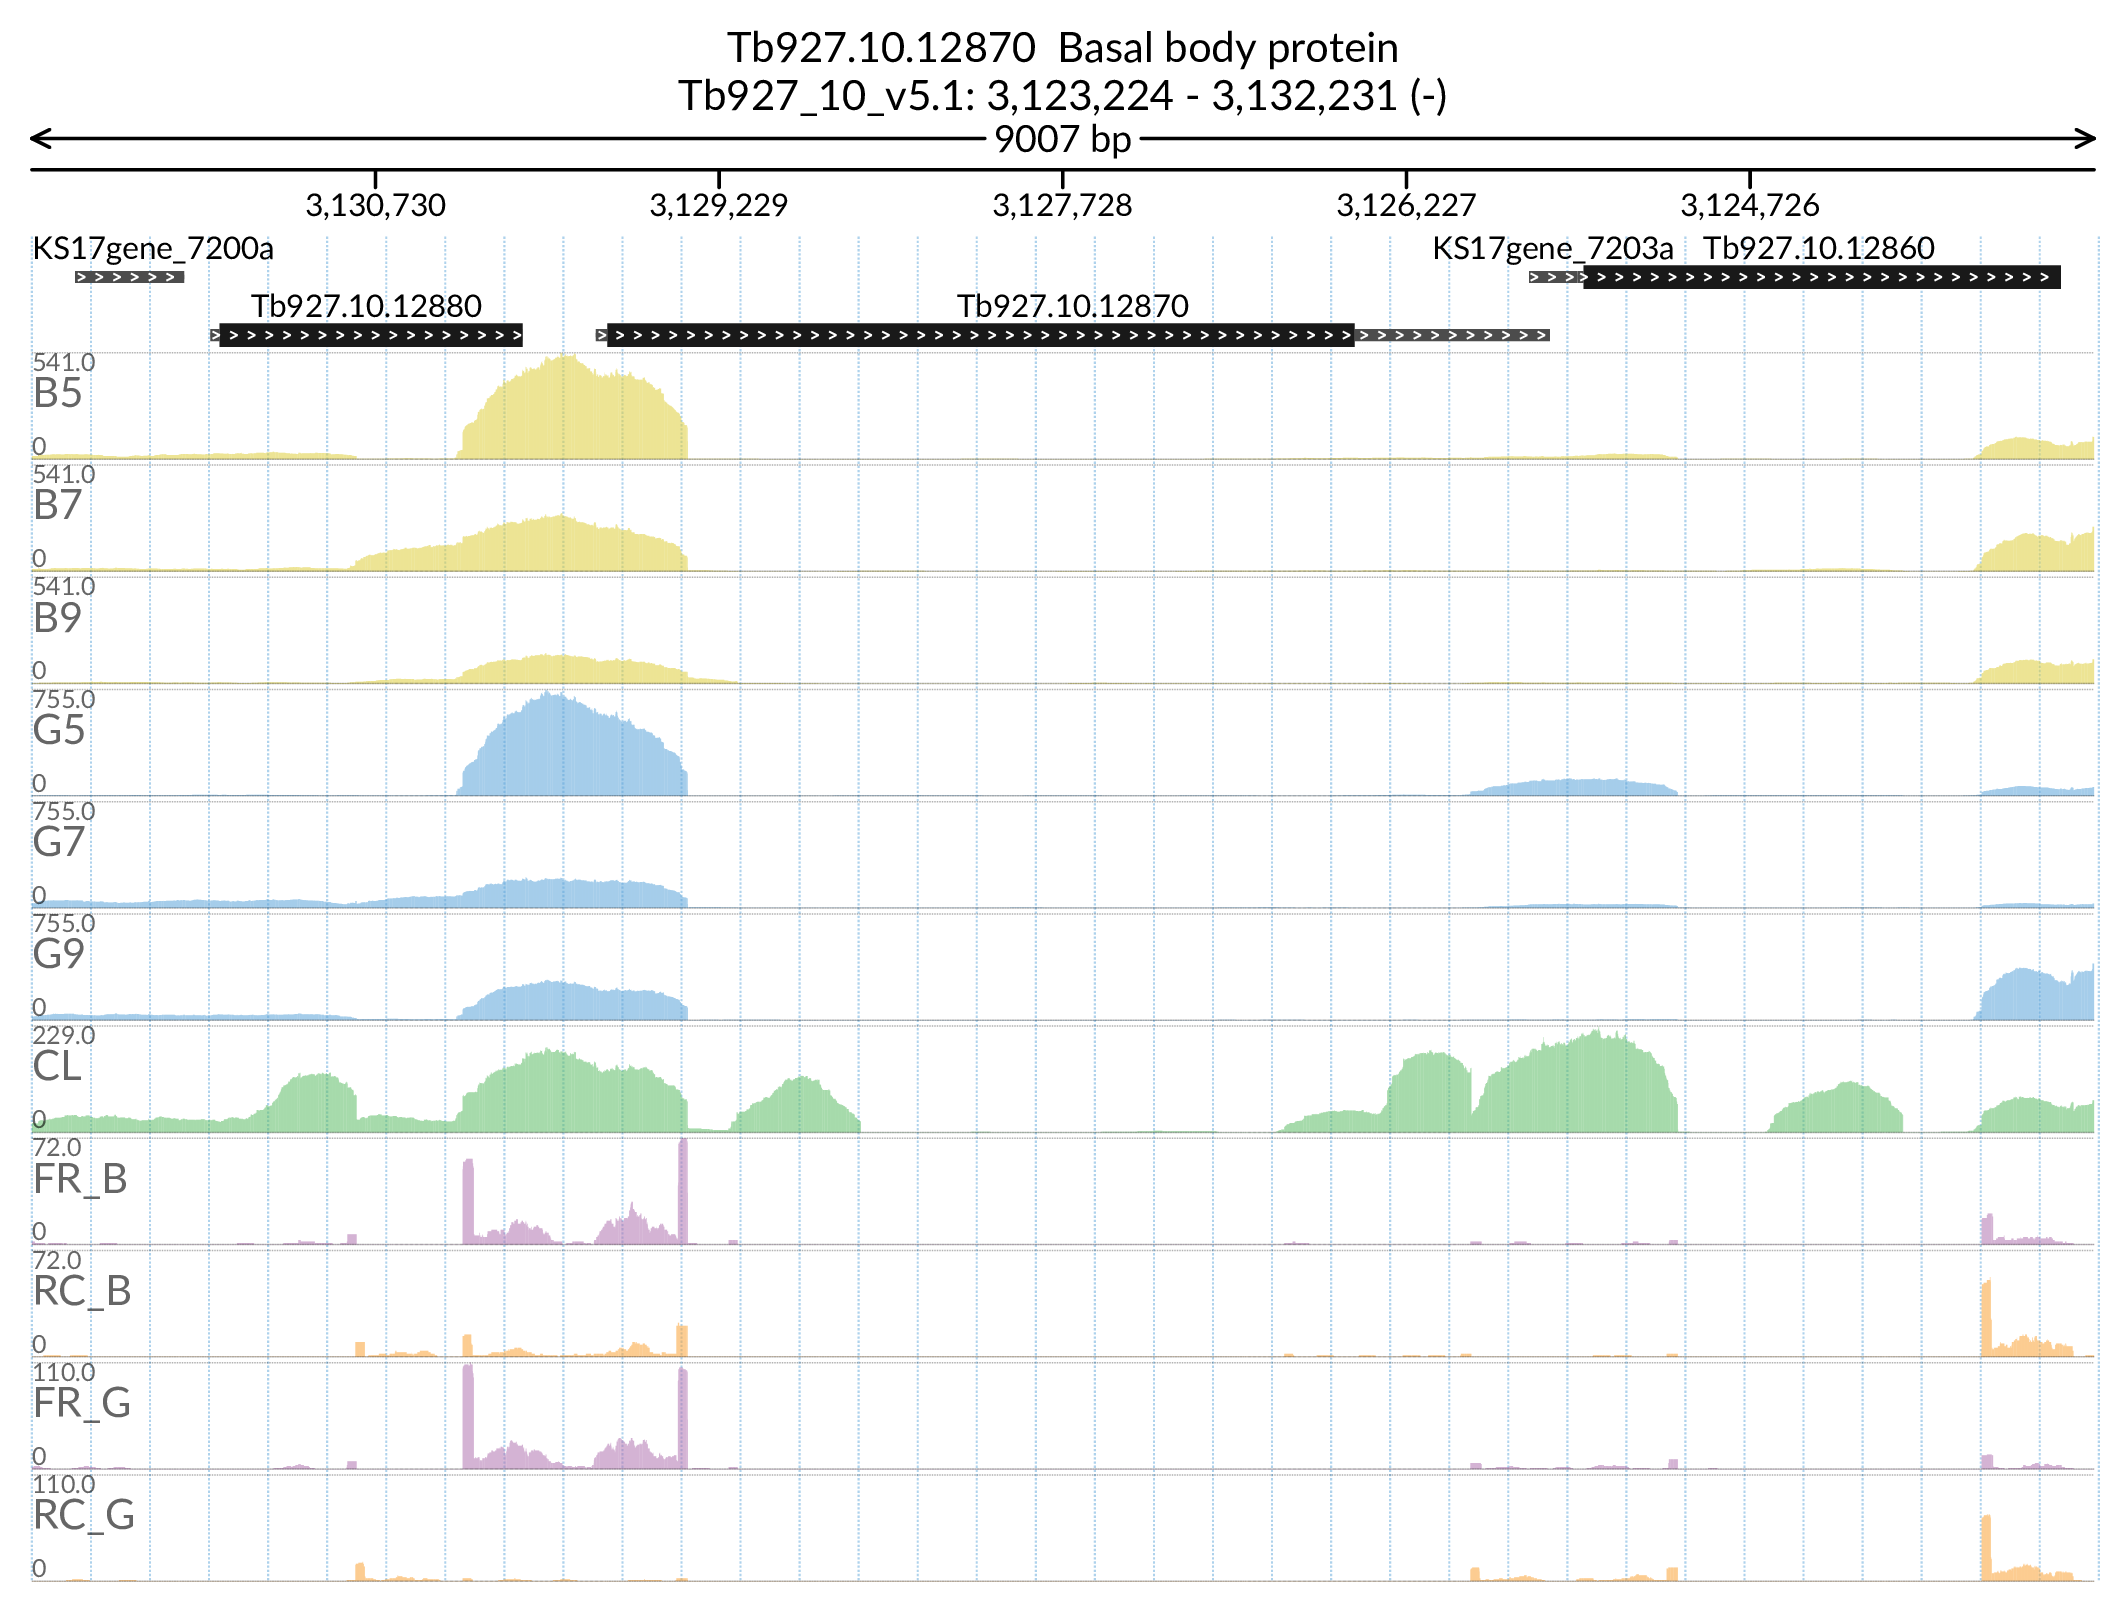 Tb927.10.12870  Basal body protein
Tb927_10_v5.1: 3,123,224 - 3,132,231 (-)
9007 bp
3,130,730 3,129,229 3,127,728 3,126,227 3,124,726
KS17gene_7200a KS17gene_7203a Tb927.10.12860
Tb927.10.12880 Tb927.10.12870
541.0
B5
0
541.0
B7
0
541.0
B9
0
755.0
G5
0
755.0
G7
0
755.0
G9
0
229.0
CL
0
72.0
FR_B
0
72.0
RC_B
0
110.0
FR_G
0
110.0
RC_G
0